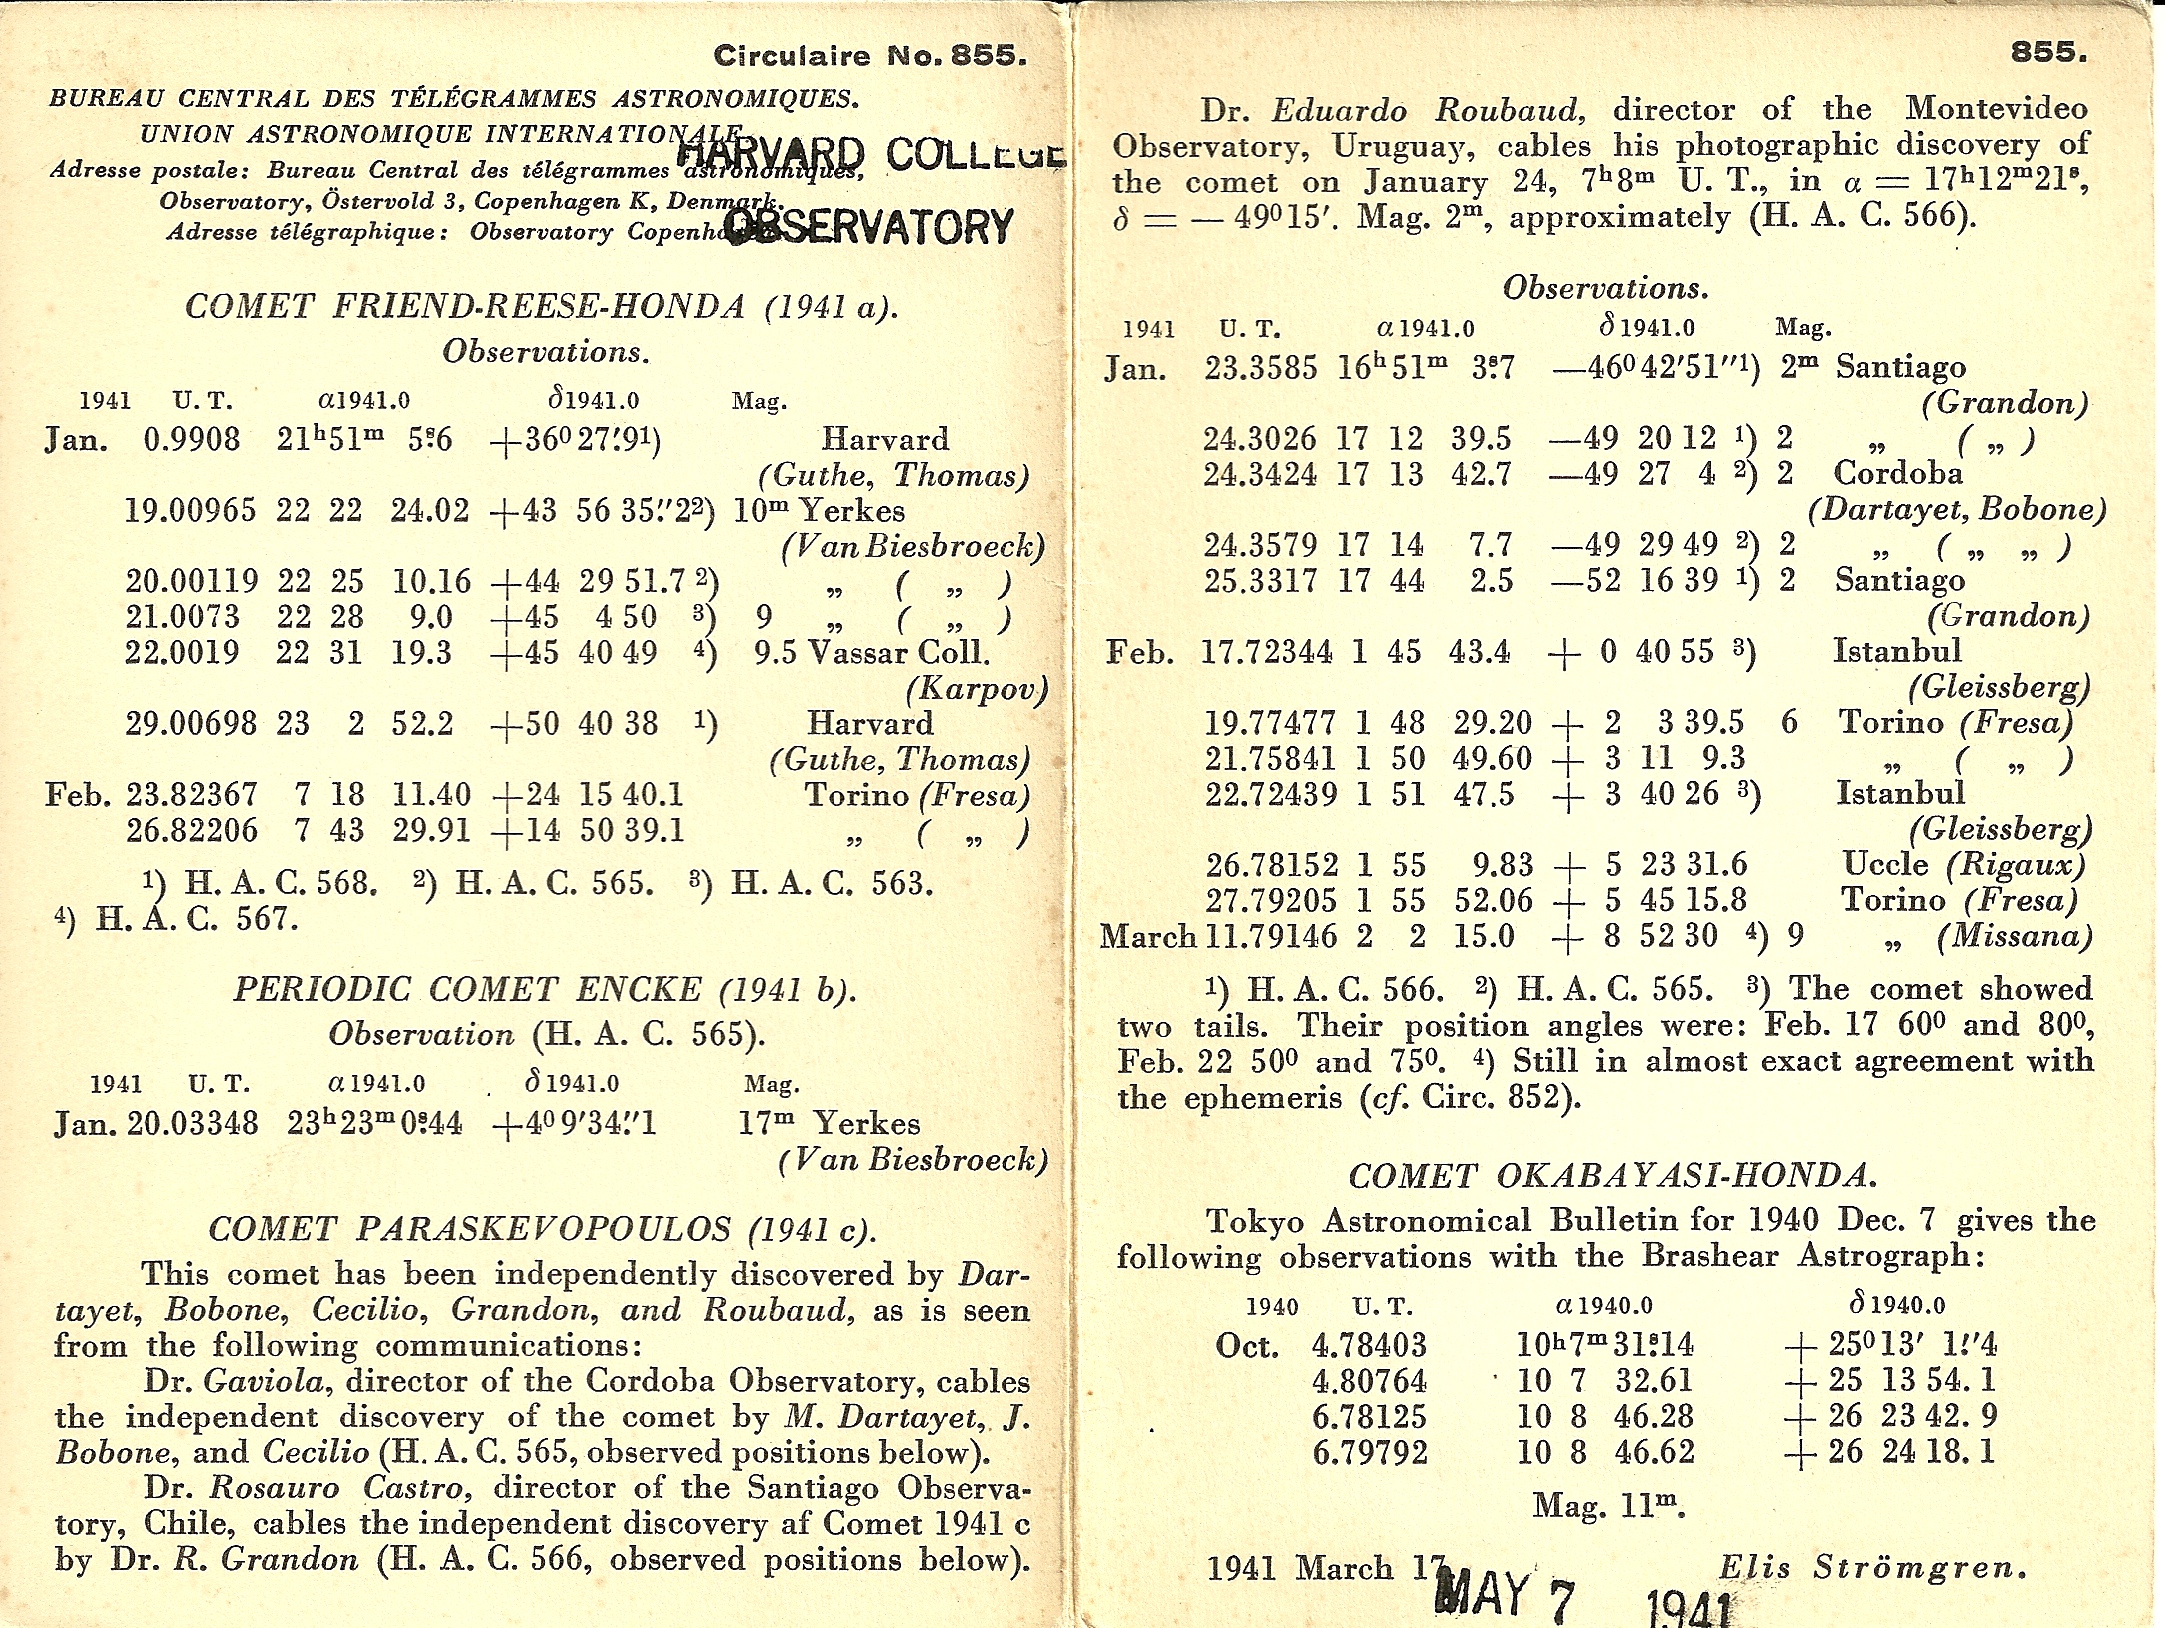 Circulaire No. 855.
BUREAU CENTRAL DES TÉLÉGRAMMES ASTRONOMIQUES.
UNION ASTRONOMIQUE INTERNATIONALE.
HARVARD COLLEGE
Adresse postale: Bureau Central des télégrammes astronomiques,
Observatory, Östervold 3, Copenhagen K, Denmark.
OBSERVATORY
Adresse télégraphique: Observatory Copenhagen
COMET FRIEND-REESE-HONDA (1941 a).
Observations.
1941 U. T. α1941.0 δ1941.0 Mag.
Jan. 0.9908 21ʰ51ᵐ 5ˢ.6 +36⁰27′.9¹) Harvard
(Guthe, Thomas)
19.00965 22 22 24.02 +43 56 35″.2²) 10ᵐ Yerkes
(Van Biesbroeck)
20.00119 22 25 10.16 +44 29 51.7 ²) „ ( „ )
21.0073 22 28 9.0 +45 4 50 ³) 9 „ ( „ )
22.0019 22 31 19.3 +45 40 49 ⁴) 9.5 Vassar Coll.
(Karpov)
29.00698 23 2 52.2 +50 40 38 ¹) Harvard
(Guthe, Thomas)
Feb. 23.82367 7 18 11.40 +24 15 40.1 Torino (Fresa)
26.82206 7 43 29.91 +14 50 39.1 „ ( „ )
¹) H. A. C. 568. ²) H. A. C. 565. ³) H. A. C. 563.
⁴) H. A. C. 567.
PERIODIC COMET ENCKE (1941 b).
Observation (H. A. C. 565).
1941 U. T. α1941.0 δ1941.0 Mag.
Jan. 20.03348 23ʰ23ᵐ0ˢ.44 +4⁰9′34″.1 17ᵐ Yerkes
(Van Biesbroeck)
COMET PARASKEVOPOULOS (1941 c).
This comet has been independently discovered by Dar-
tayet, Bobone, Cecilio, Grandon, and Roubaud, as is seen
from the following communications:
Dr. Gaviola, director of the Cordoba Observatory, cables
the independent discovery of the comet by M. Dartayet, J.
Bobone, and Cecilio (H. A. C. 565, observed positions below).
Dr. Rosauro Castro, director of the Santiago Observa-
tory, Chile, cables the independent discovery af Comet 1941 c
by Dr. R. Grandon (H. A. C. 566, observed positions below).
855.
Dr. Eduardo Roubaud, director of the Montevideo
Observatory, Uruguay, cables his photographic discovery of
the comet on January 24, 7ʰ8ᵐ U. T., in α = 17ʰ12ᵐ21ˢ,
δ = — 49⁰15′. Mag. 2ᵐ, approximately (H. A. C. 566).
Observations.
1941 U. T. α1941.0 δ1941.0 Mag.
Jan. 23.3585 16ʰ51ᵐ 3ˢ.7 —46⁰42′51″¹) 2ᵐ Santiago
(Grandon)
24.3026 17 12 39.5 —49 20 12 ¹) 2 „ ( „ )
24.3424 17 13 42.7 —49 27 4 ²) 2 Cordoba
(Dartayet, Bobone)
24.3579 17 14 7.7 —49 29 49 ²) 2 „ ( „ „ )
25.3317 17 44 2.5 —52 16 39 ¹) 2 Santiago
(Grandon)
Feb. 17.72344 1 45 43.4 + 0 40 55 ³) Istanbul
(Gleissberg)
19.77477 1 48 29.20 + 2 3 39.5 6 Torino (Fresa)
21.75841 1 50 49.60 + 3 11 9.3 „ ( „ )
22.72439 1 51 47.5 + 3 40 26 ³) Istanbul
(Gleissberg)
26.78152 1 55 9.83 + 5 23 31.6 Uccle (Rigaux)
27.79205 1 55 52.06 + 5 45 15.8 Torino (Fresa)
March 11.79146 2 2 15.0 + 8 52 30 ⁴) 9 „ (Missana)
¹) H. A. C. 566. ²) H. A. C. 565. ³) The comet showed
two tails. Their position angles were: Feb. 17 60⁰ and 80⁰,
Feb. 22 50⁰ and 75⁰. ⁴) Still in almost exact agreement with
the ephemeris (cf. Circ. 852).
COMET OKABAYASI-HONDA.
Tokyo Astronomical Bulletin for 1940 Dec. 7 gives the
following observations with the Brashear Astrograph:
1940 U. T. α1940.0 δ1940.0
Oct. 4.78403 10ʰ7ᵐ31ˢ.14 + 25⁰13′ 1″.4
4.80764 10 7 32.61 + 25 13 54.1
6.78125 10 8 46.28 + 26 23 42.9
6.79792 10 8 46.62 + 26 24 18.1
Mag. 11ᵐ.
1941 March 17 Elis Strömgren.
MAY 7 1941